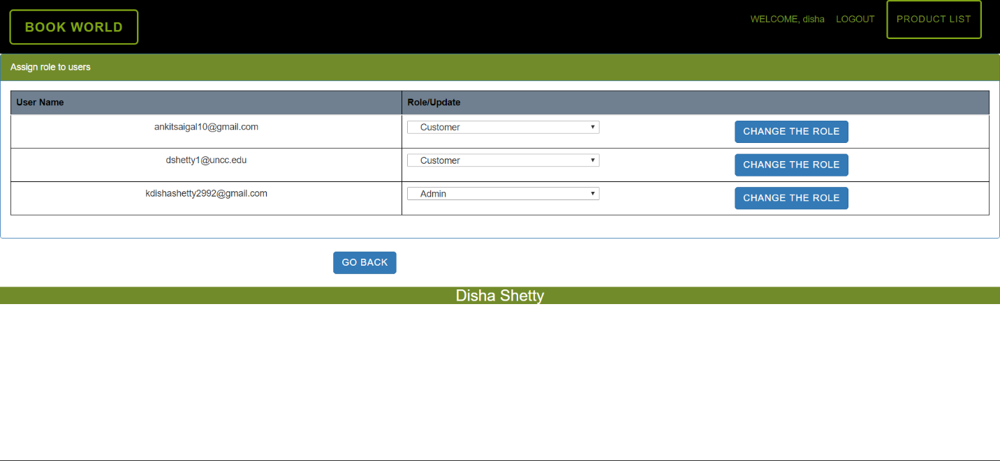 BOOK WORLD
WELCOME, disha LOGOUT PRODUCT LIST
Assign role to users
User Name Role/Update
ankitsaigal10@gmail.com Customer CHANGE THE ROLE
dshetty1@uncc.edu Customer CHANGE THE ROLE
kdishashetty2992@gmail.com Admin CHANGE THE ROLE
GO BACK
Disha Shetty